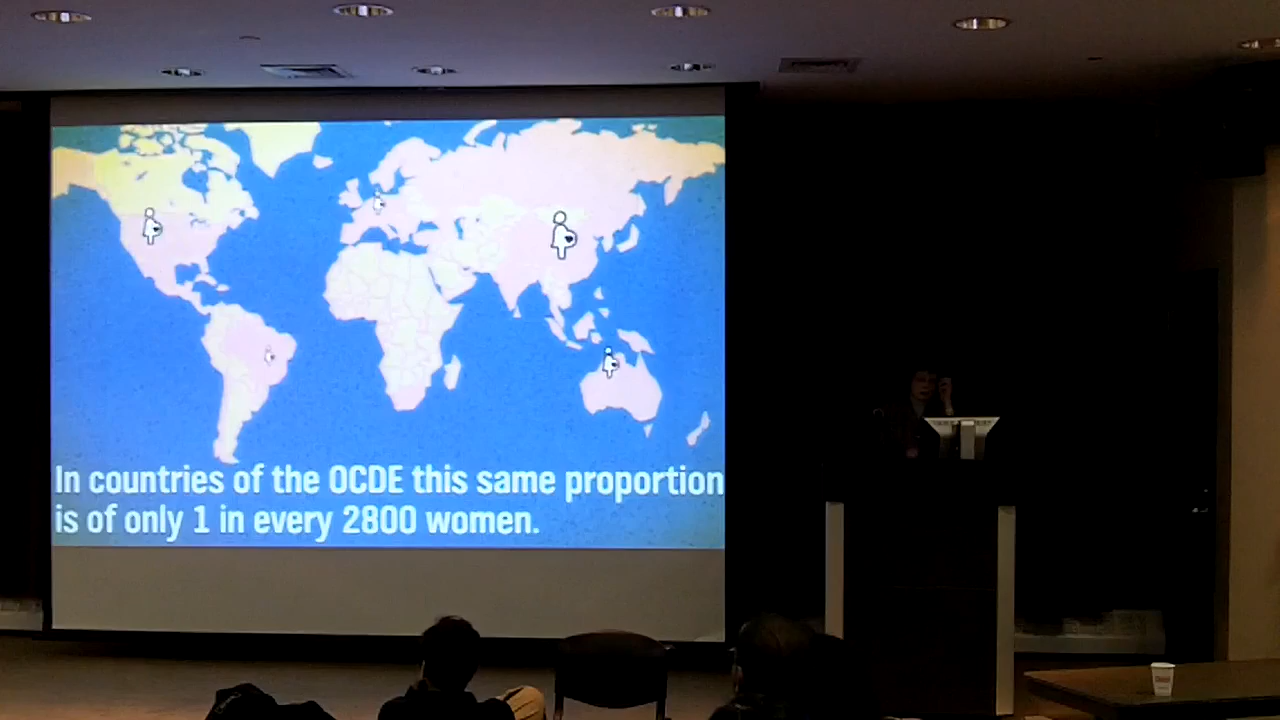 In countries of the OCDE this same proportion
is of only 1 in every 2800 women.